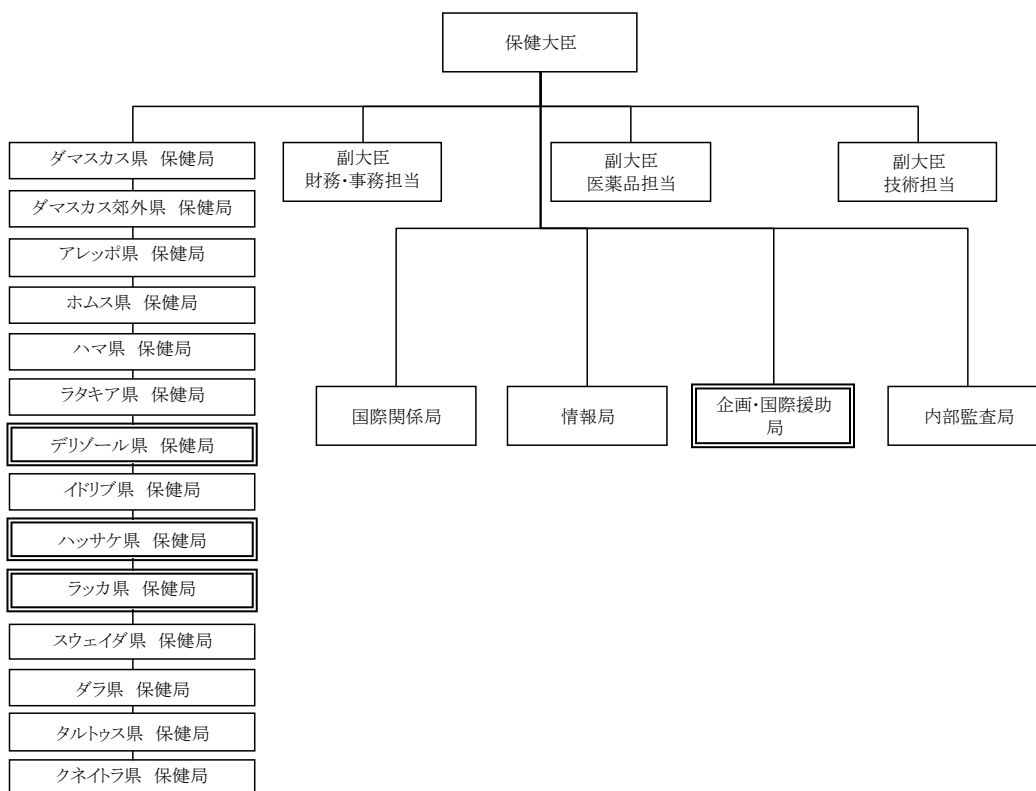 保健大臣
ダマスカス県 保健局
副大臣
財務・事務担当
副大臣
医薬品担当
副大臣
技術担当
ダマスカス郊外県 保健局
アレッポ県 保健局
ホムス県 保健局
ハマ県 保健局
ラタキア県 保健局
国際関係局
情報局
企画・国際援助
局
内部監査局
デリゾール県 保健局
イドリブ県 保健局
ハッサケ県 保健局
ラッカ県 保健局
スウェイダ県 保健局
ダラ県 保健局
タルトゥス県 保健局
クネイトラ県 保健局